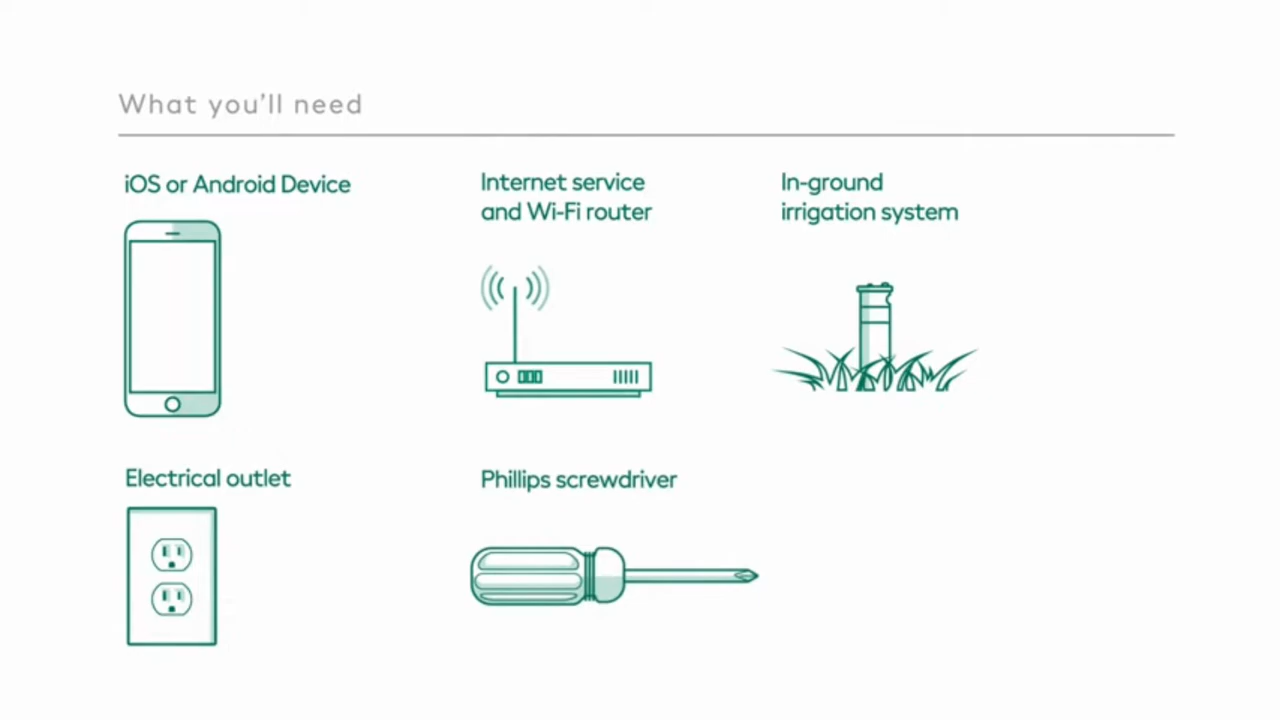 What you'll need
iOS or Android Device
Internet service
and Wi-Fi router
In-ground
irrigation system
Electrical outlet
Phillips screwdriver